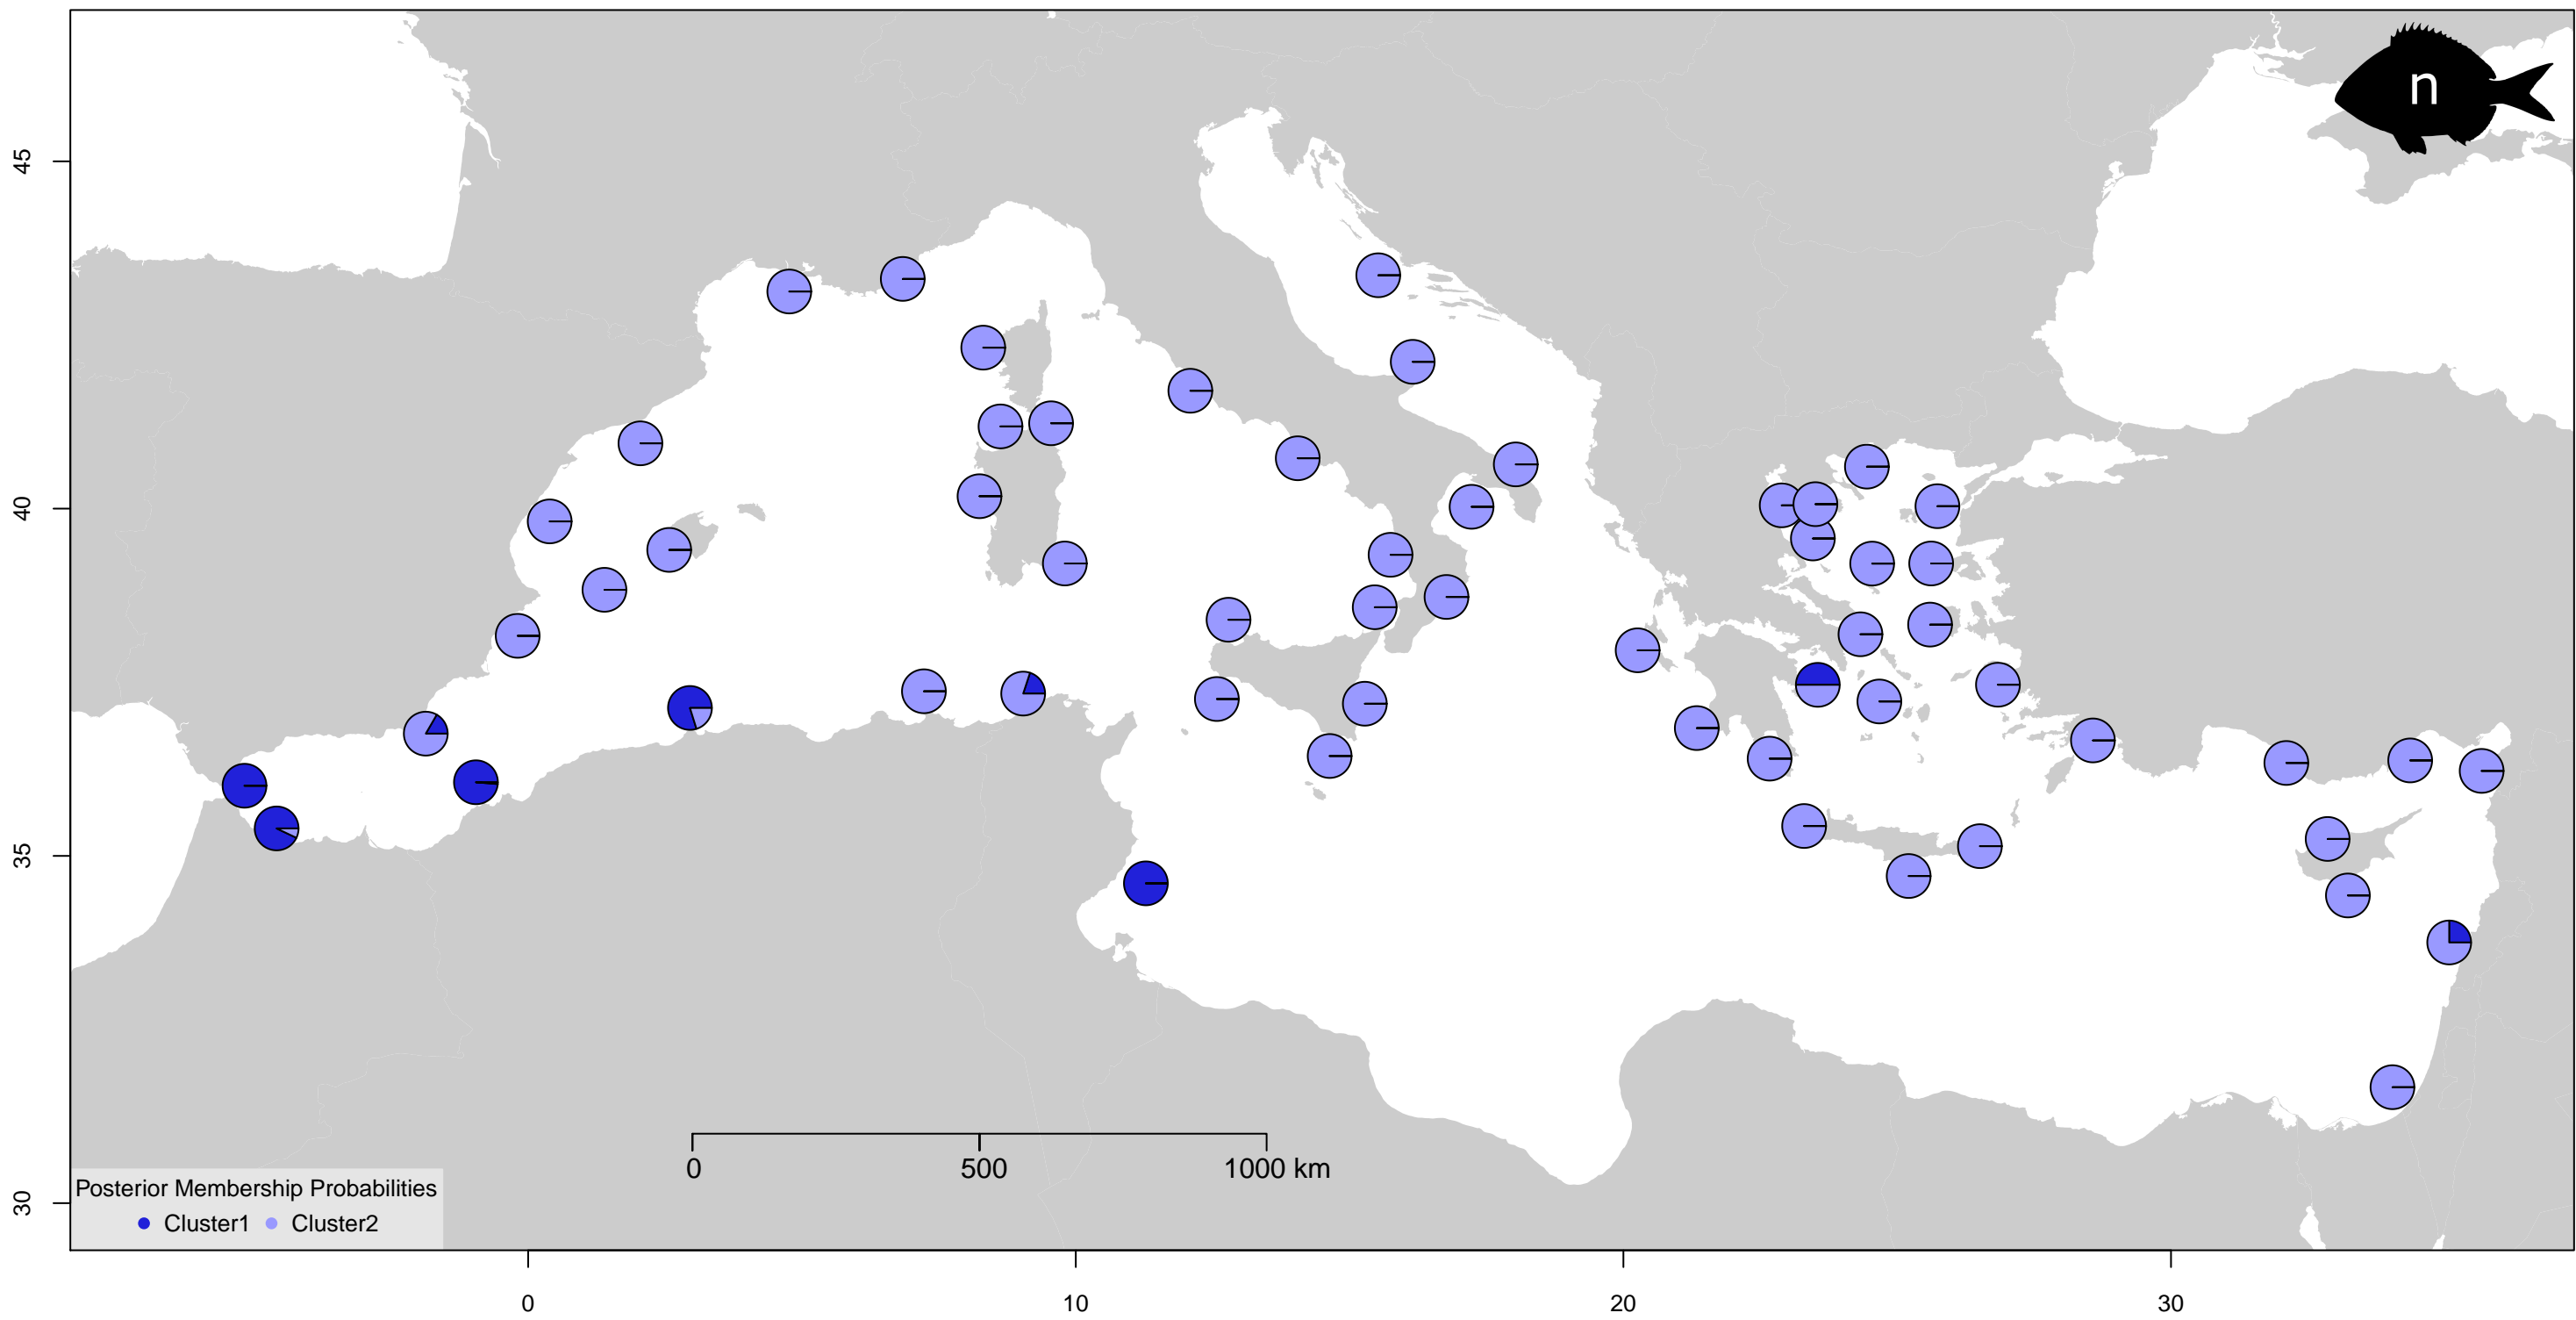 n
45
40
35
30
0 500 1000 km
Posterior Membership Probabilities
Cluster1 Cluster2
0 10 20 30